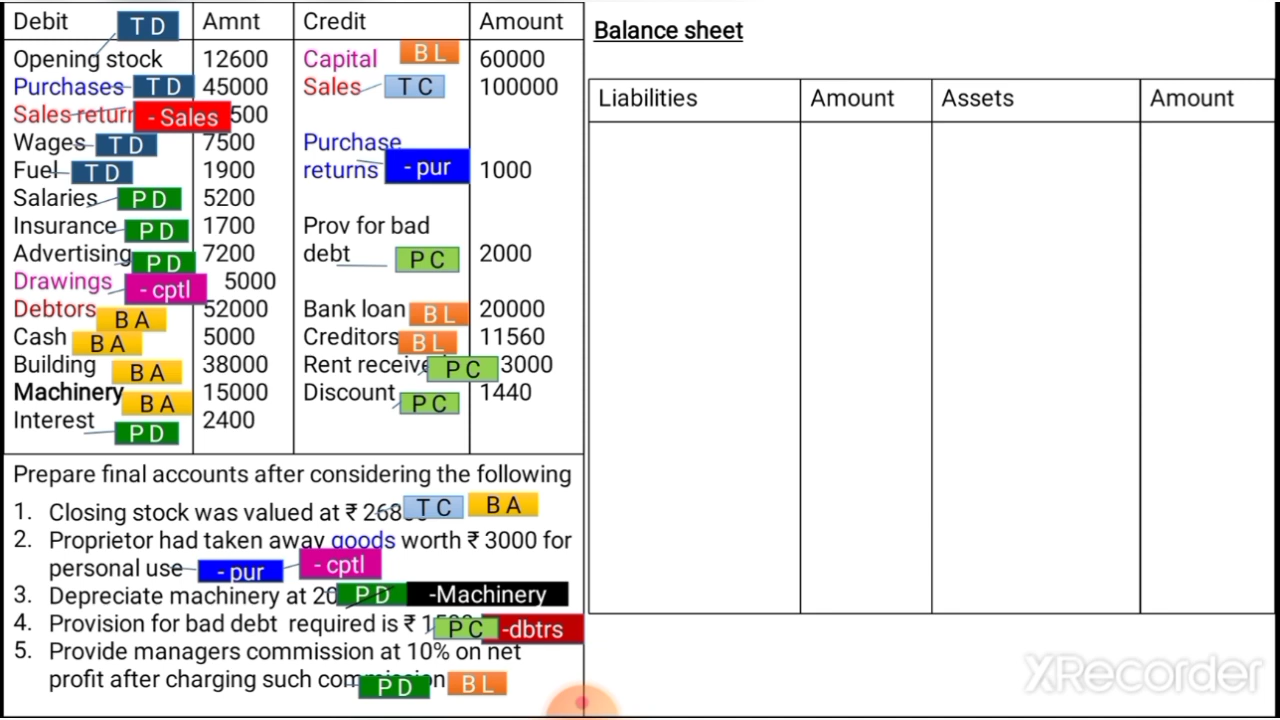 Debit T D Amnt Credit Amount
Opening stock 12600 Capital B L 60000
Purchases T D 45000 Sales T C 100000
Sales return - Sales 500
Wages T D 7500 Purchase
Fuel T D 1900 returns - pur 1000
Salaries P D 5200
Insurance P D 1700 Prov for bad
Advertising P D 7200 debt P C 2000
Drawings - cptl 5000
Debtors B A 52000 Bank loan B L 20000
Cash B A 5000 Creditors B L 11560
Building B A 38000 Rent P C 3000
Machinery B A 15000 Discount P C 1440
Interest P D 2400
Prepare final accounts after considering the following
1. Closing stock was valued at ₹ T C B A
2. Proprietor had taken away goods worth ₹ 3000 for
personal use - pur - cptl
3. Depreciate machinery at 20 P D -Machinery
4. Provision for bad debt required is ₹ P C -dbtrs
5. Provide managers commission at 10% on net
profit after charging such P D B L
Balance sheet
Liabilities Amount Assets Amount
XRecorder